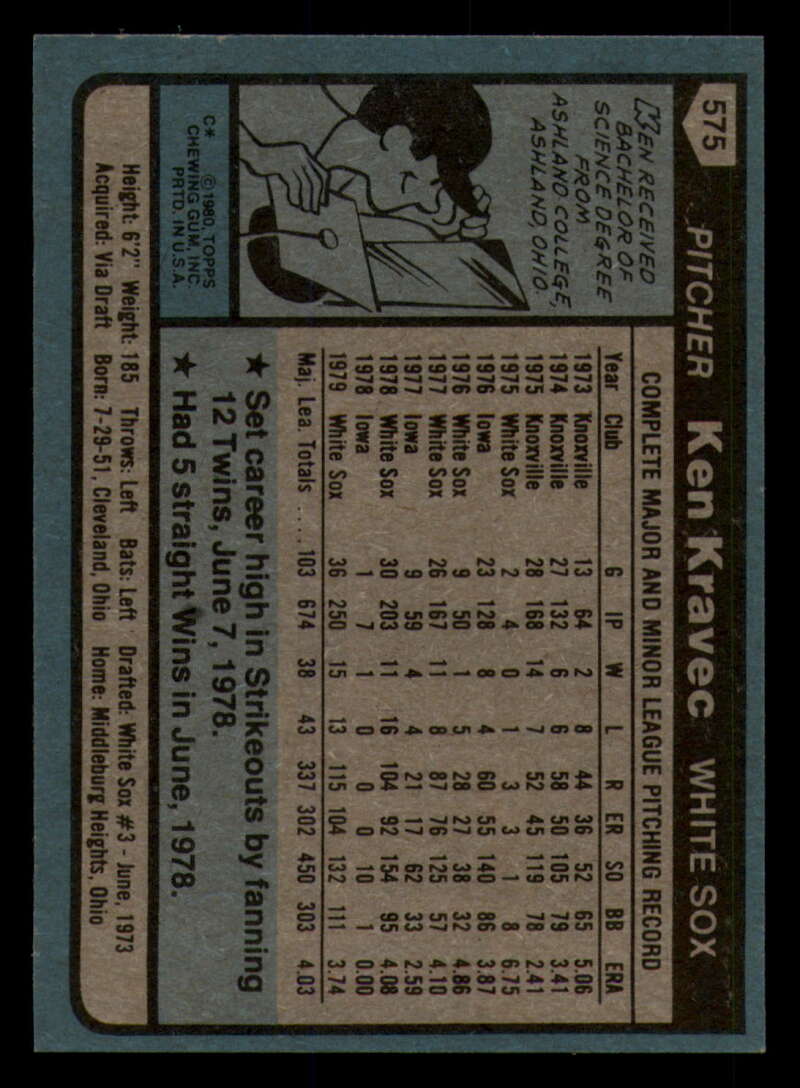 575
PITCHER Ken Kravec WHITE SOX
KEN RECEIVED
BACHELOR OF
SCIENCE DEGREE
FROM
ASHLAND COLLEGE,
ASHLAND, OHIO.
C* © 1980, TOPPS
CHEWING GUM, INC.
PRTD. IN U.S.A.
COMPLETE MAJOR AND MINOR LEAGUE PITCHING RECORD
Year Club G IP W L R ER SO BB ERA
1973 Knoxville 13 64 2 8 44 36 52 65 5.06
1974 Knoxville 27 132 6 6 58 50 105 79 3.41
1975 Knoxville 28 168 14 7 52 45 119 78 2.41
1975 White Sox 2 4 0 1 3 3 1 8 6.75
1976 Iowa 23 128 8 4 60 55 140 86 3.87
1976 White Sox 9 50 1 5 28 27 38 32 4.86
1977 White Sox 26 167 11 8 87 76 125 57 4.10
1977 Iowa 9 59 4 4 21 17 62 33 2.59
1978 White Sox 30 203 11 16 104 92 154 95 4.08
1978 Iowa 1 7 1 0 0 0 10 1 0.00
1979 White Sox 36 250 15 13 115 104 132 111 3.74
Maj. Lea. Totals .... 103 674 38 43 337 302 450 303 4.03
★ Set career high in Strikeouts by fanning
12 Twins, June 7, 1978.
★ Had 5 straight Wins in June, 1978.
Height: 6'2" Weight: 185 Throws: Left Bats: Left Drafted: White Sox #3 - June, 1973
Acquired: Via Draft Born: 7-29-51, Cleveland, Ohio Home: Middleburg Heights, Ohio